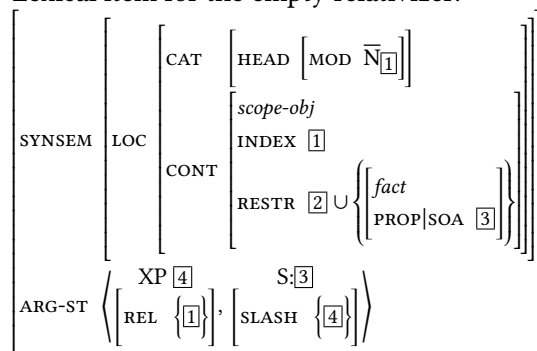 Lexical item for the empty relativizer:
SYNSEM LOC CAT HEAD MOD N̅ 1
CONT scope-obj
INDEX 1
RESTR 2 ∪ { fact
PROP|SOA 3 }
ARG-ST ⟨ XP 4 REL {1} , S: 3 SLASH {4} ⟩